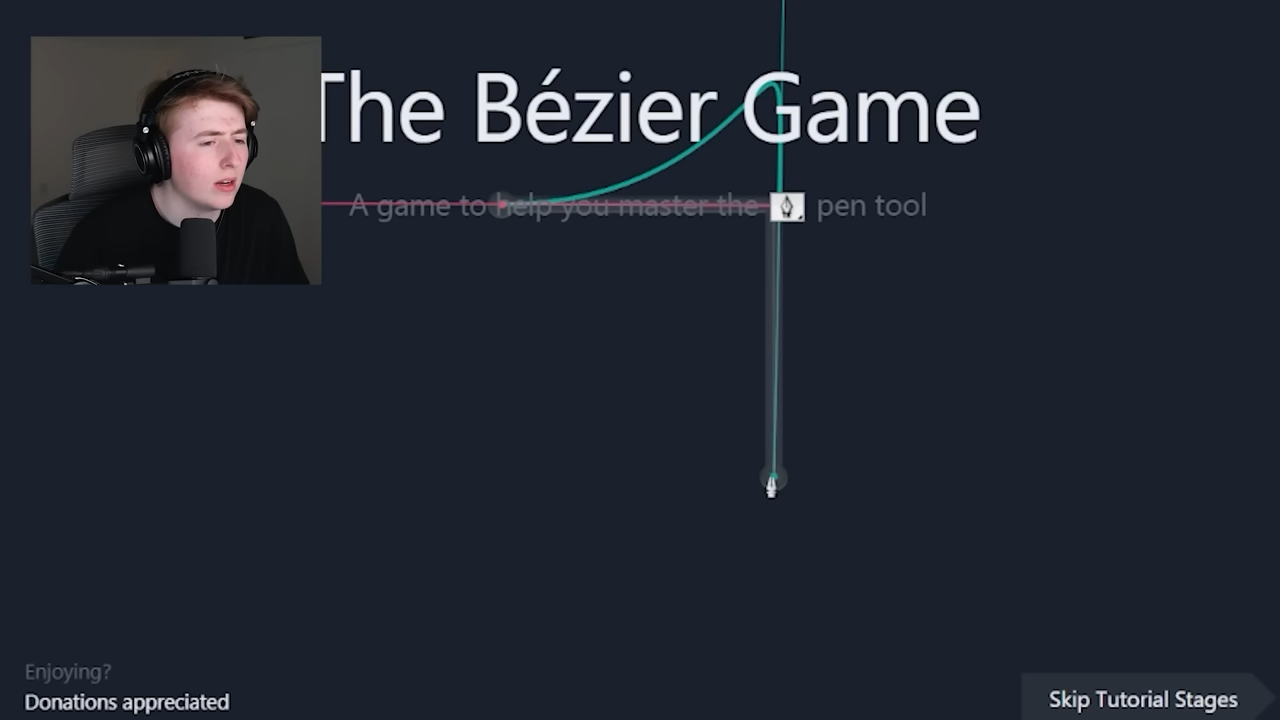 The Bézier Game
A game to help you master the pen tool
Enjoying?
Donations appreciated
Skip Tutorial Stages